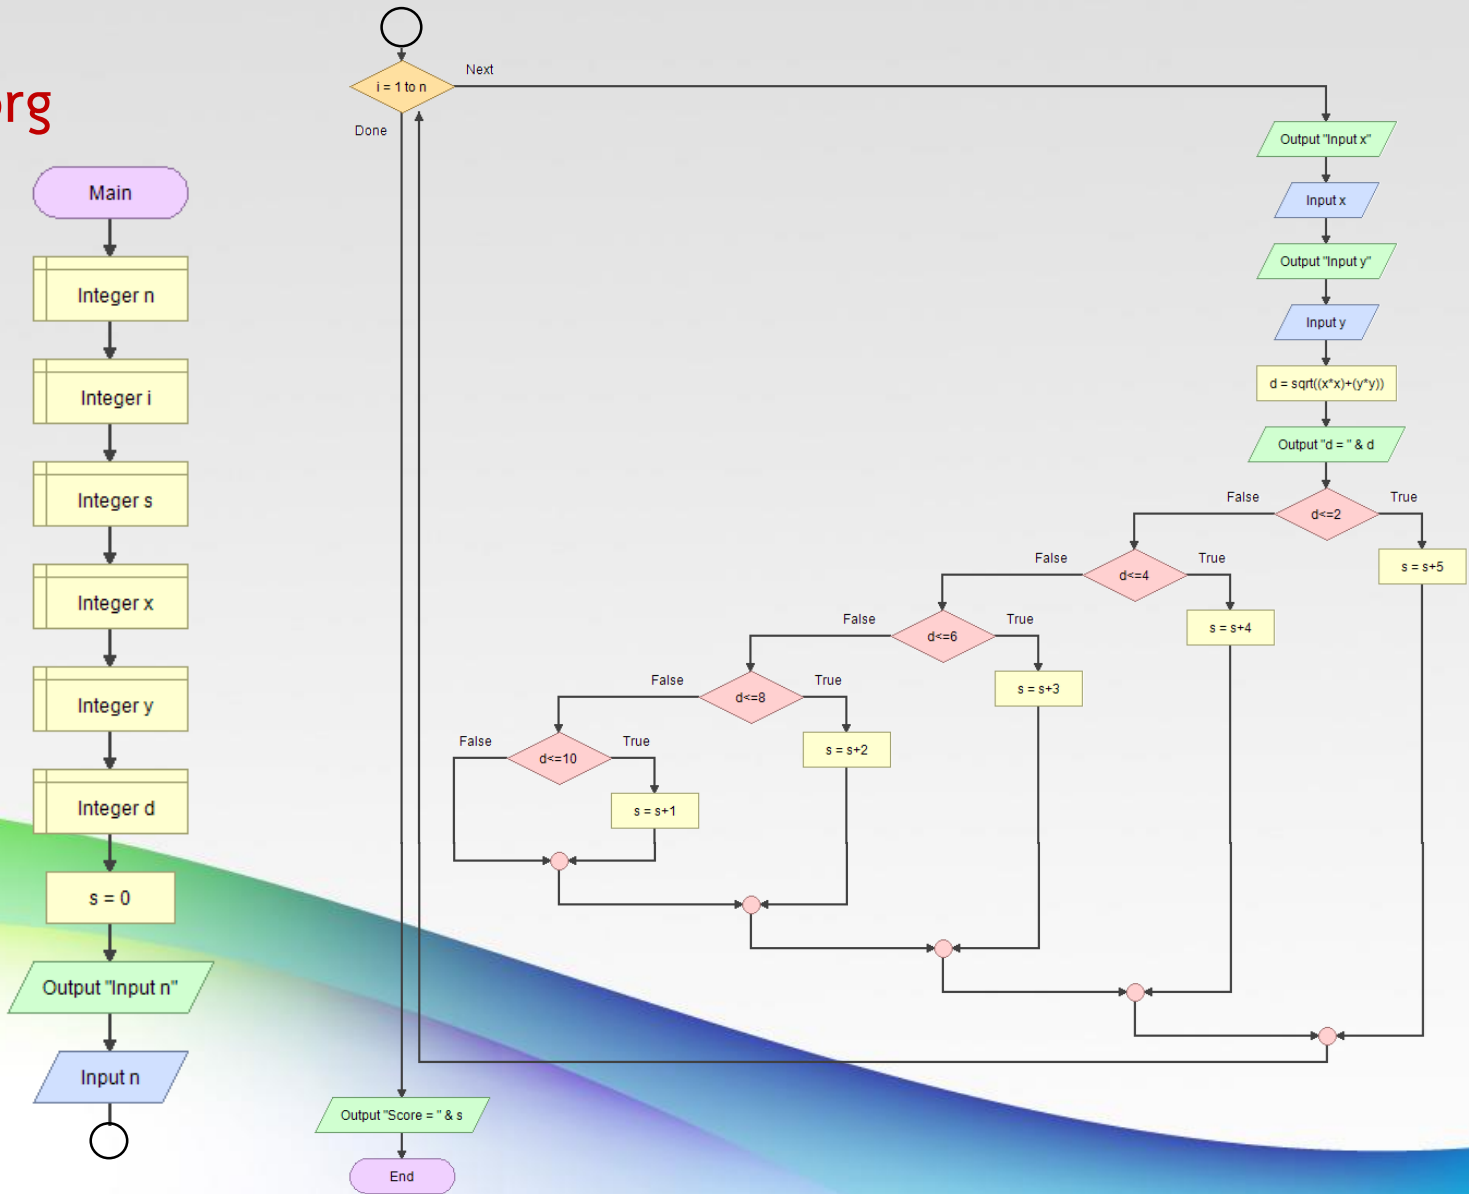 org
Main
Integer n
Integer i
Integer s
Integer x
Integer y
Integer d
s = 0
Output "Input n"
Input n
i = 1 to n
Next
Done
Output "Input x"
Input x
Output "Input y"
Input y
d = sqrt((x*x)+(y*y))
Output "d = " & d
False
d<=2
True
s = s+5
False
d<=4
True
s = s+4
False
d<=6
True
s = s+3
False
d<=8
True
s = s+2
False
d<=10
True
s = s+1
Output "Score = " & s
End